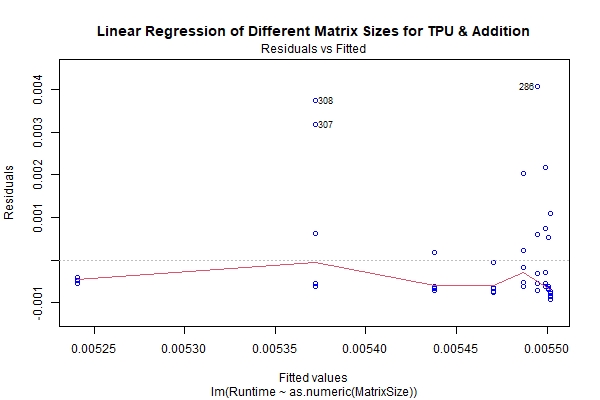 Linear Regression of Different Matrix Sizes for TPU & Addition
Residuals vs Fitted
Residuals
0.004
0.003
0.002
0.001
-0.001
308
307
286
0.00525
0.00530
0.00535
0.00540
0.00545
0.00550
Fitted values
lm(Runtime ~ as.numeric(MatrixSize))